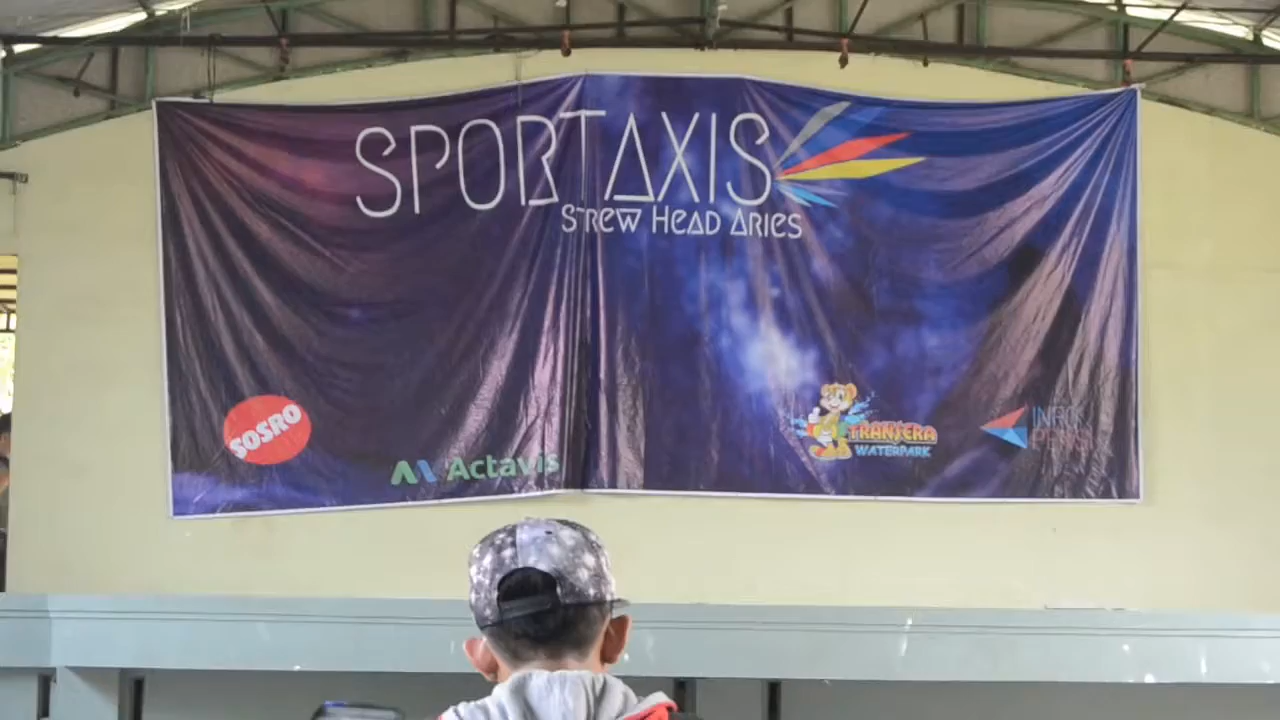 SPORTAXIS
STREW HEAD ARIES
SOSRO
Actavis
TRANSERA
WATERPARK